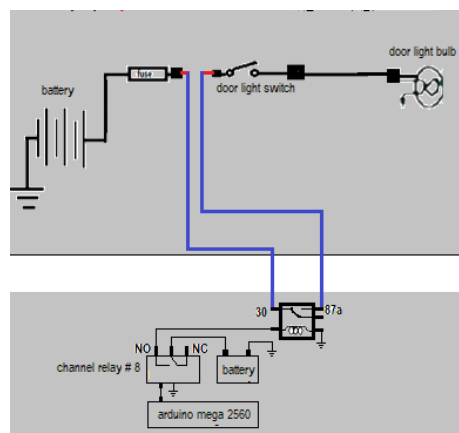 fuse
door light bulb
battery
door light switch
30
87a
NO
NC
channel relay # 8
battery
arduino mega 2560